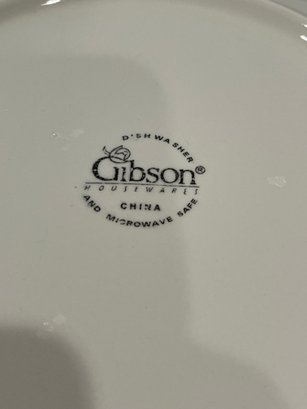 DISHWASHER
Gibson®
HOUSEWARES
CHINA
AND MICROWAVE SAFE